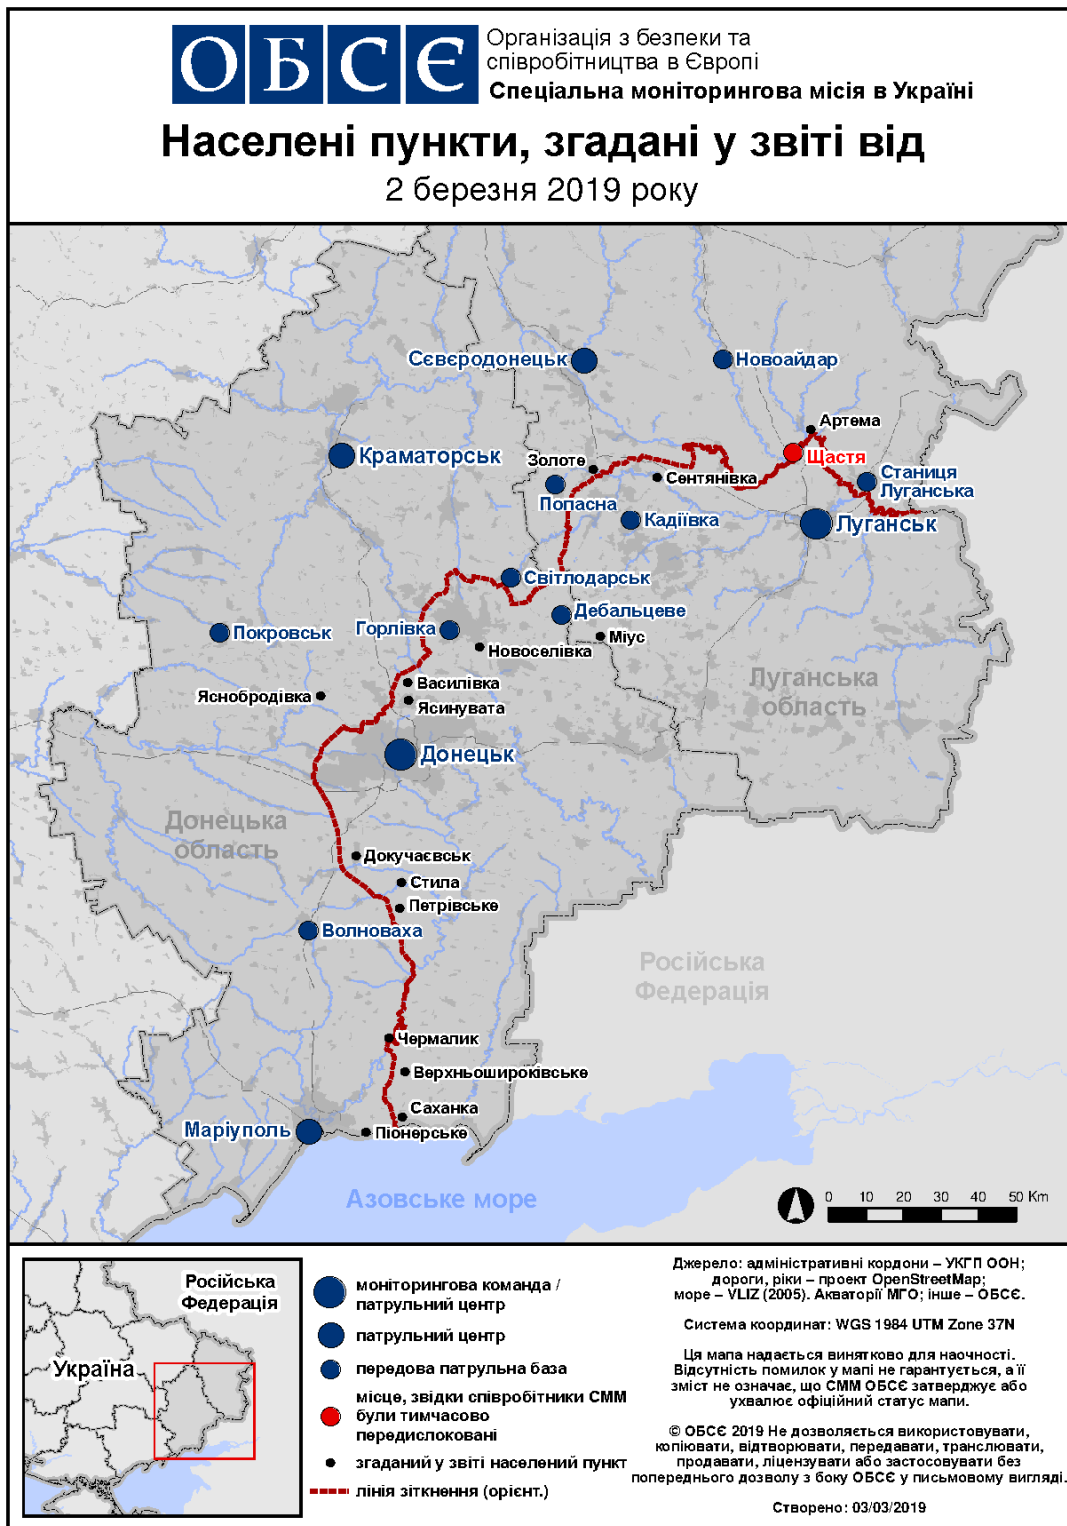 ОБСЄ
Організація з безпеки та
співробітництва в Європі
Спеціальна моніторингова місія в Україні
Населені пункти, згадані у звіті від
2 березня 2019 року
Сєвєродонецьк
Новоайдар
Артема
Краматорськ
Золоте
Щастя
Сентянівка
Станиця
Луганська
Попасна
Кадіївка
Луганськ
Світлодарськ
Дебальцеве
Покровськ
Горлівка
Міус
Новоселівка
Луганська
область
Василівка
Яснобродівка
Ясинувата
Донецьк
Донецька
область
Докучаєвськ
Стила
Петрівське
Волноваха
Російська
Федерація
Чермалик
Верхньошироківське
Саханка
Маріуполь
Піонерське
Азовське море
0 10 20 30 40 50 Km
Російська
Федерація
Україна
моніторингова команда /
патрульний центр
патрульний центр
передова патрульна база
місце, звідки співробітники СММ
були тимчасово
передислоковані
згаданий у звіті населений пункт
лінія зіткнення (орієнт.)
Джерело: адміністративні кордони – УКГП ООН;
дороги, ріки – проект OpenStreetMap;
море – VLIZ (2005). Акваторії МГО; інше – ОБСЄ.
Система координат: WGS 1984 UTM Zone 37N
Ця мапа надається винятково для наочності.
Відсутність помилок у мапі не гарантується, а її
зміст не означає, що СММ ОБСЄ затверджує або
ухвалює офіційний статус мапи.
© ОБСЄ 2019 Не дозволяється використовувати,
копіювати, відтворювати, передавати, транслювати,
продавати, ліцензувати або застосовувати без
попереднього дозволу з боку ОБСЄ у письмовому вигляді.
Створено: 03/03/2019